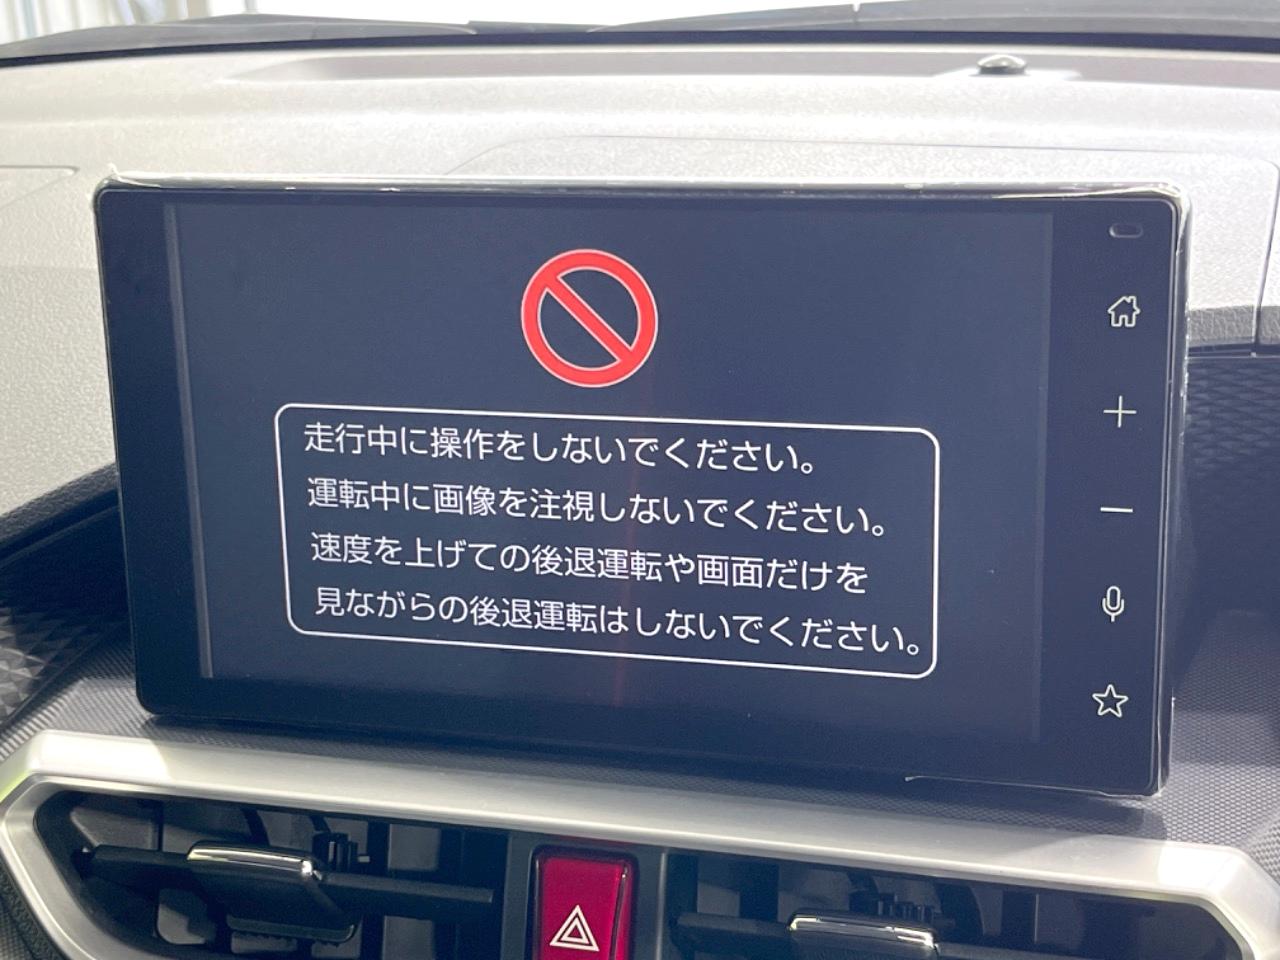 走行中に操作をしないでください。
運転中に画像を注視しないでください。
速度を上げての後退運転や画面だけを
見ながらの後退運転はしないでください。